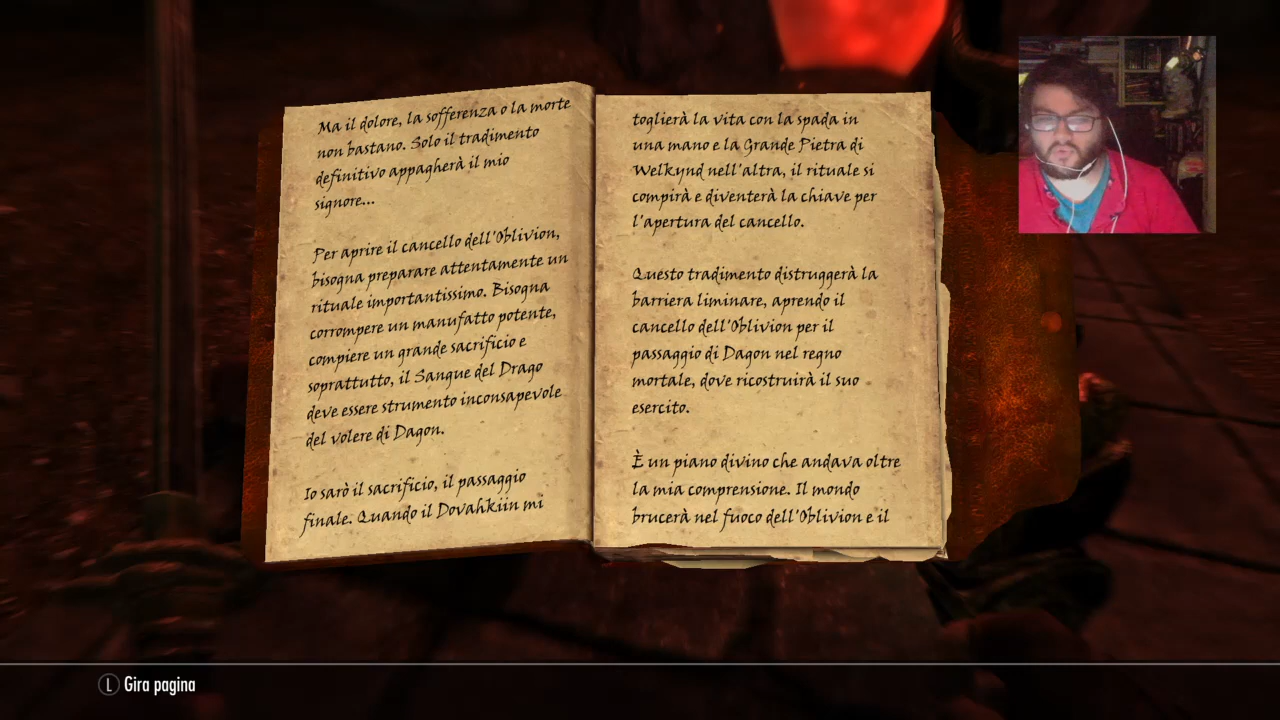 Ma il dolore, la sofferenza o la morte
non bastano. Solo il tradimento
definitivo appagherà il mio
signore...
Per aprire il cancello dell'Oblivion,
bisogna preparare attentamente un
rituale importantissimo. Bisogna
corrompere un manufatto potente,
compiere un grande sacrificio e
soprattutto, il Sangue del Drago
deve essere strumento inconsapevole
del volere di Dagon.
Io sarò il sacrificio, il passaggio
finale. Quando il Dovahkiin mi
toglierà la vita con la spada in
una mano e la Grande Pietra di
Welkynd nell'altra, il rituale si
compirà e diventerà la chiave per
l'apertura del cancello.
Questo tradimento distruggerà la
barriera liminare, aprendo il
cancello dell'Oblivion per il
passaggio di Dagon nel regno
mortale, dove ricostruirà il suo
esercito.
È un piano divino che andava oltre
la mia comprensione. Il mondo
brucerà nel fuoco dell'Oblivion e il
L Gira pagina